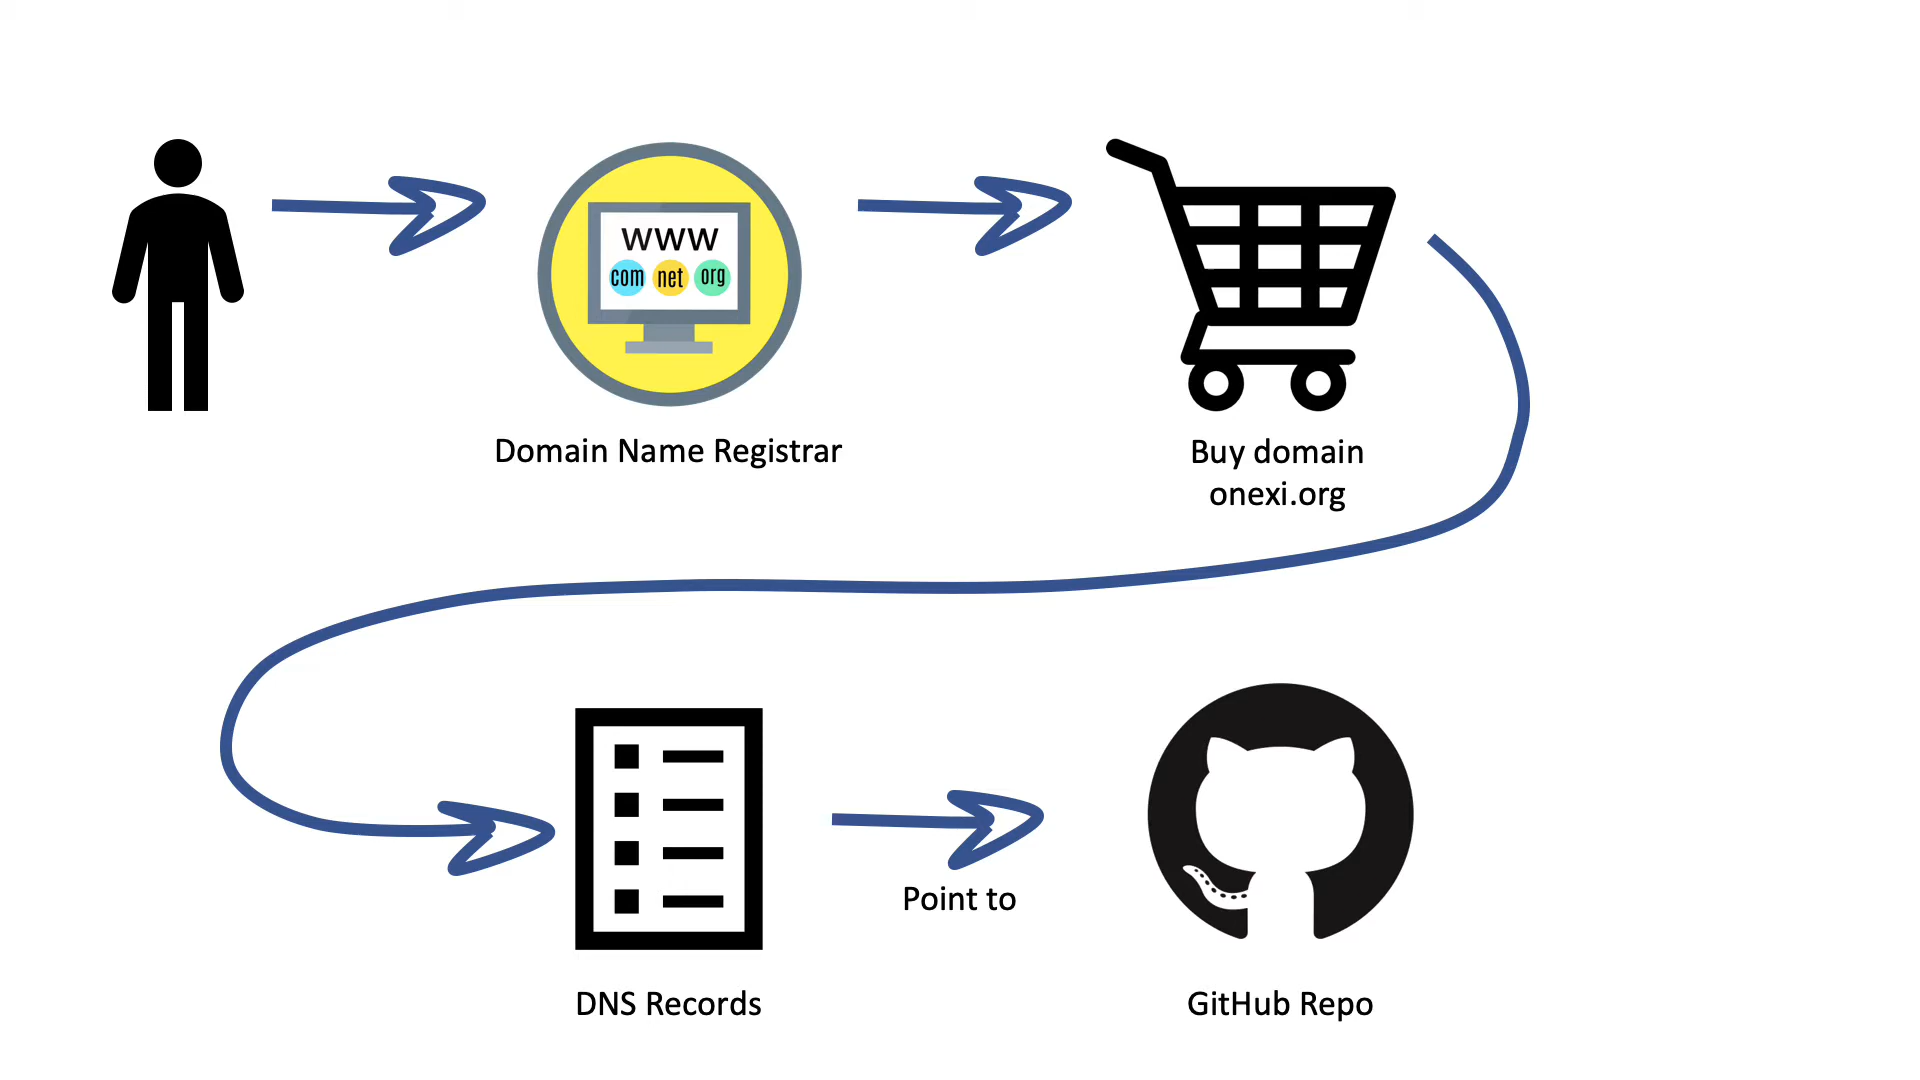 www
com net org
Domain Name Registrar
Buy domain
onexi.org
Point to
DNS Records
GitHub Repo